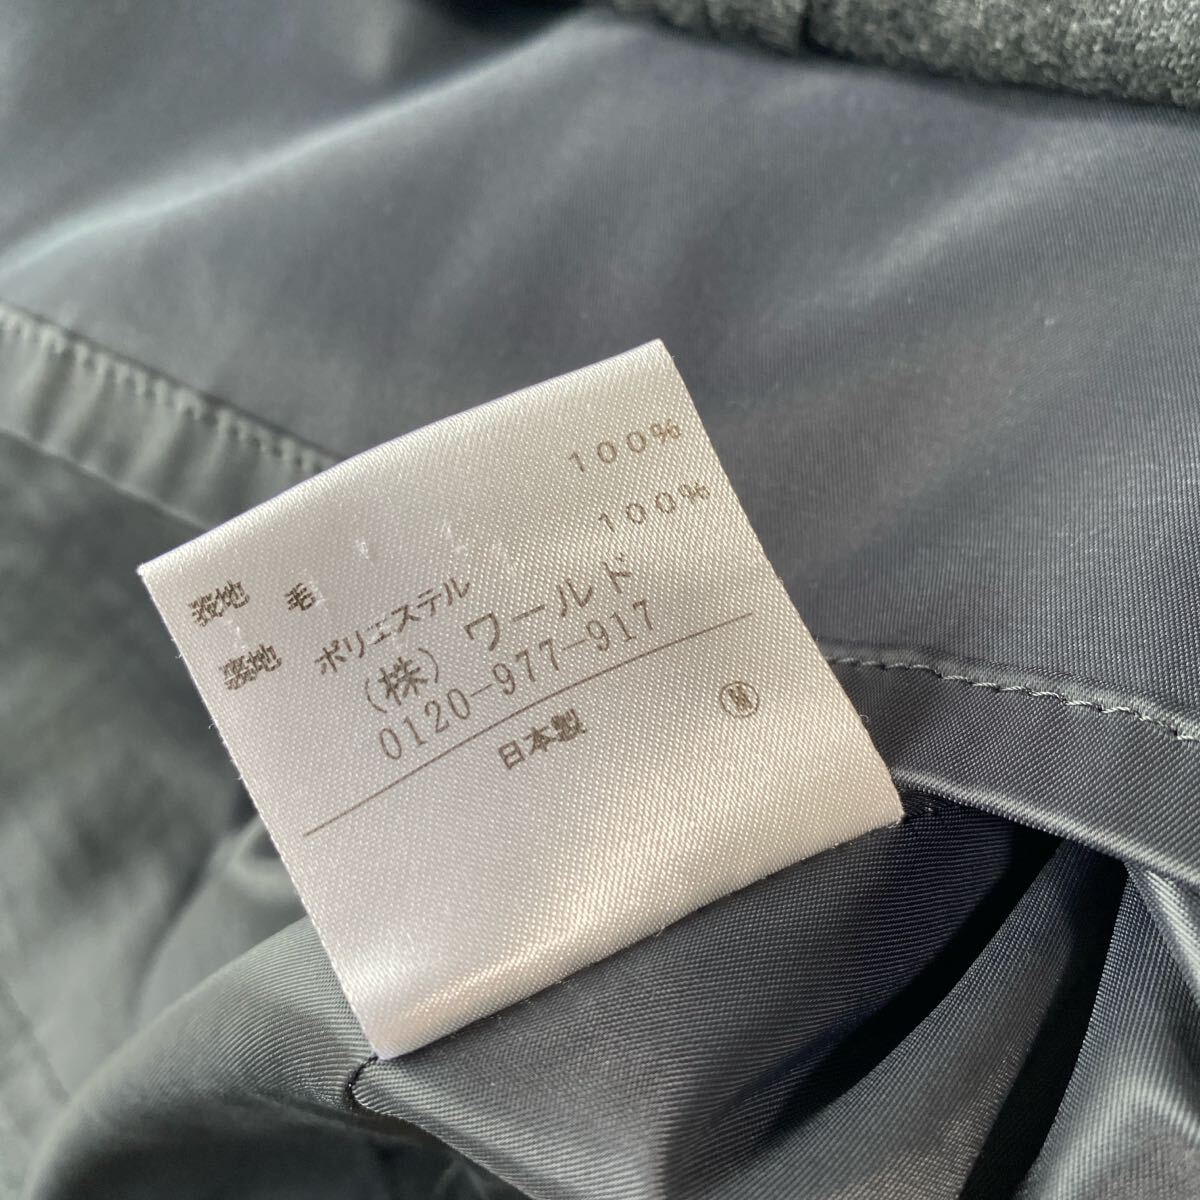 表地 毛 100%
裏地 ポリエステル 100%
(株) ワールド
0120-977-917
日本製 M